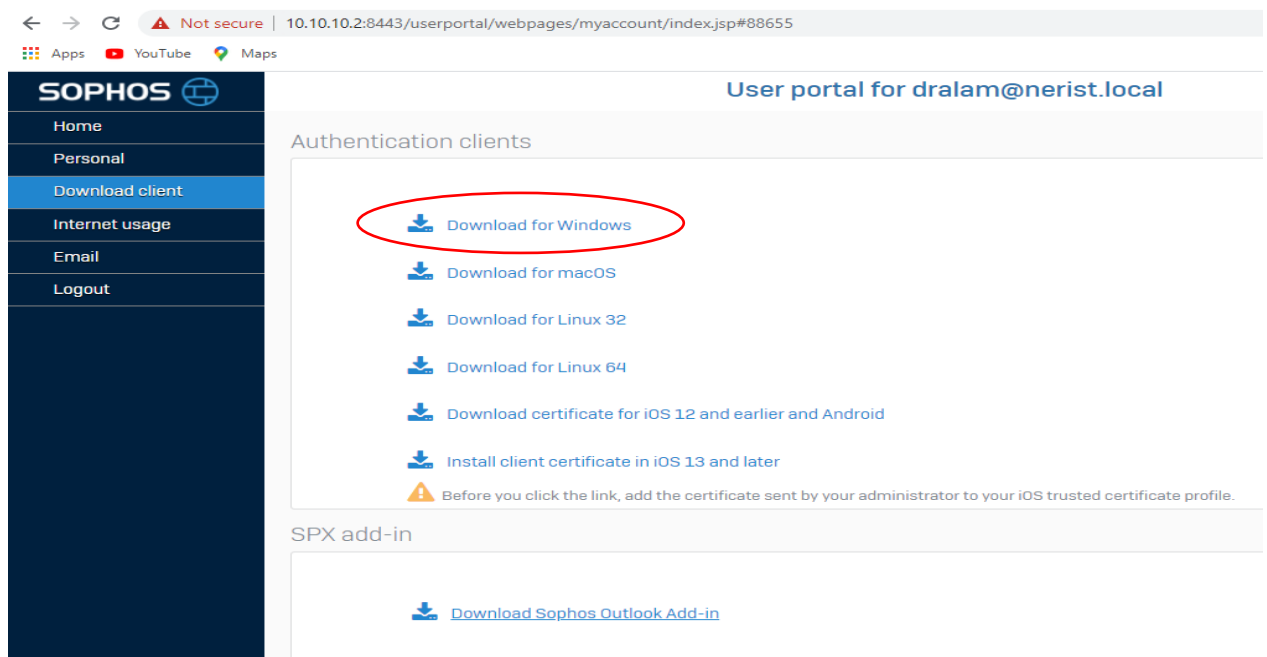 Not secure | 10.10.10.2:8443/userportal/webpages/myaccount/index.jsp#88655
Apps YouTube Maps
SOPHOS
User portal for dralam@nerist.local
Home
Personal
Download client
Internet usage
Email
Logout
Authentication clients
Download for Windows
Download for macOS
Download for Linux 32
Download for Linux 64
Download certificate for iOS 12 and earlier and Android
Install client certificate in iOS 13 and later
Before you click the link, add the certificate sent by your administrator to your iOS trusted certificate profile.
SPX add-in
Download Sophos Outlook Add-in